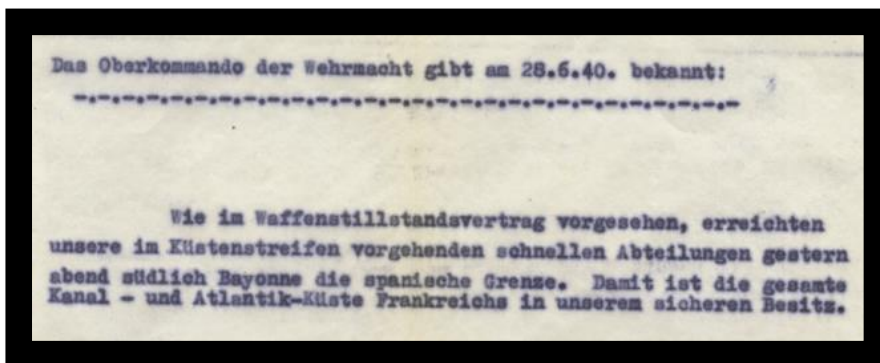 Das Oberkommando der Wehrmacht gibt am 28.6.40. bekannt:
-.-.-.-.-.-.-.-.-.-.-.-.-.-.-.-.-.-.-.-.-.-.-.-.-.-.-
Wie im Waffenstillstandsvertrag vorgesehen, erreichten
unsere im Küstenstreifen vorgehenden schnellen Abteilungen gestern
abend südlich Bayonne die spanische Grenze. Damit ist die gesamte
Kanal - und Atlantik-Küste Frankreichs in unserem sicheren Besitz.